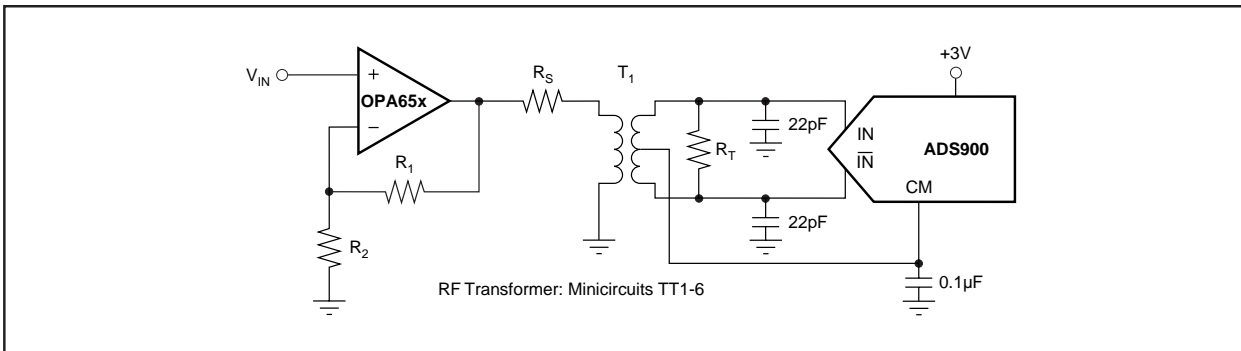 +3V
V_IN
+
OPA65x
−
R_S
T_1
22pF
IN
I̅N̅
ADS900
R_T
CM
R_1
22pF
R_2
0.1µF
RF Transformer: Minicircuits TT1-6